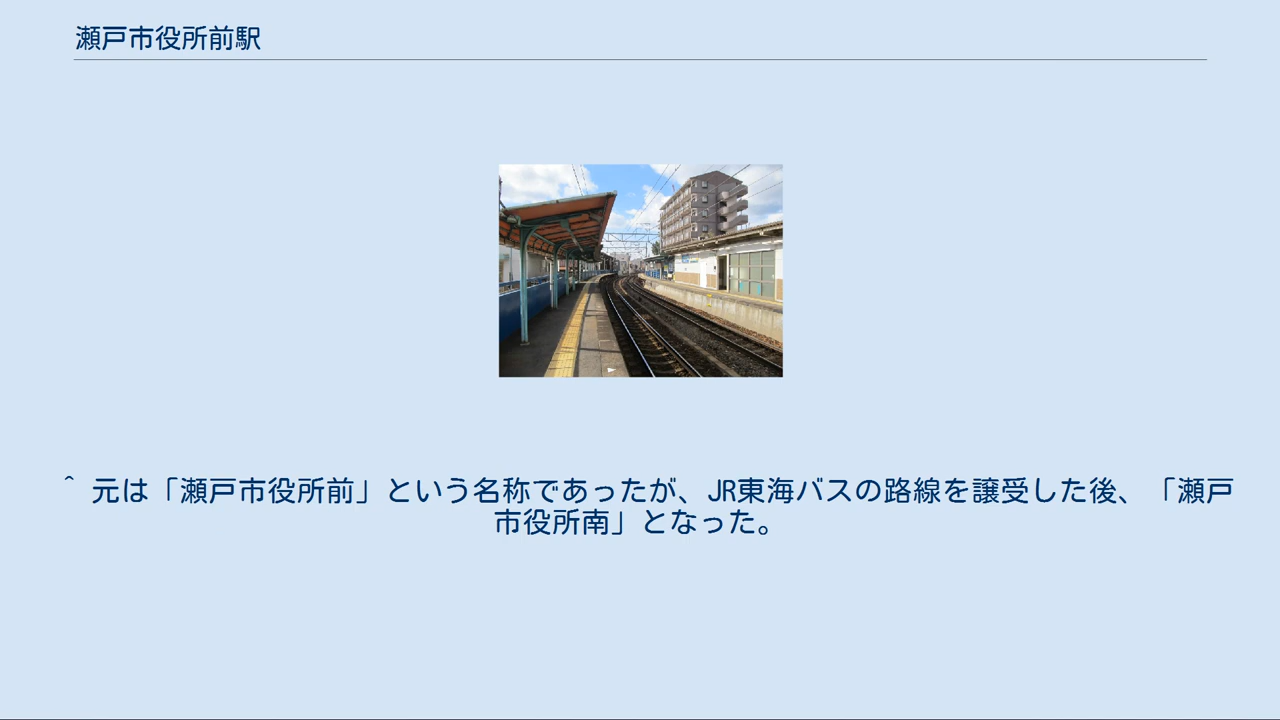 瀬戸市役所前駅
^ 元は「瀬戸市役所前」という名称であったが、JR東海バスの路線を譲受した後、「瀬戸
市役所南」となった。